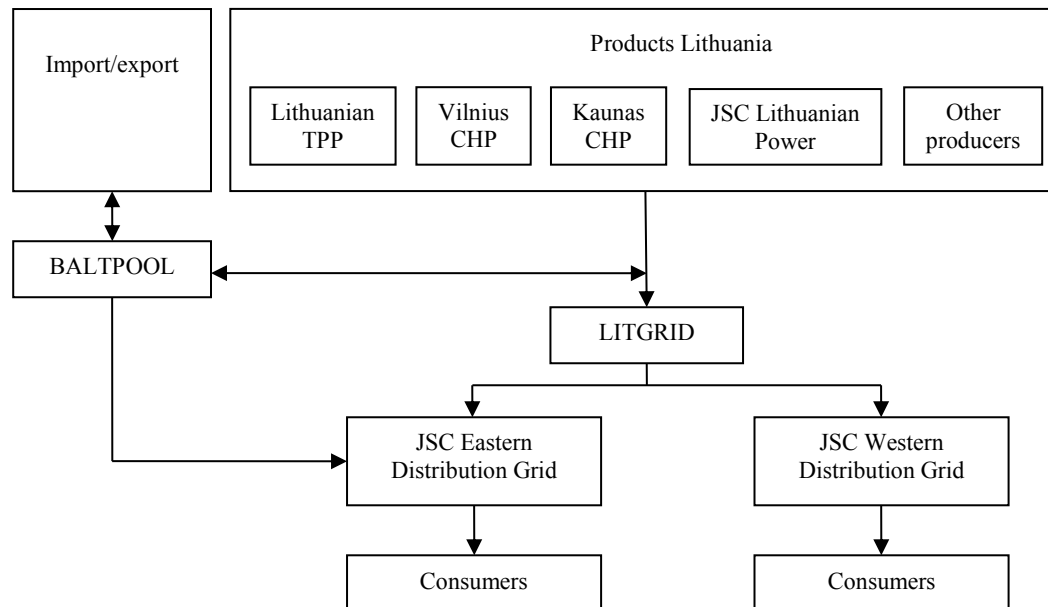 Import/export
Products Lithuania
Lithuanian
TPP
Vilnius
CHP
Kaunas
CHP
JSC Lithuanian
Power
Other
producers
BALTPOOL
LITGRID
JSC Eastern
Distribution Grid
JSC Western
Distribution Grid
Consumers
Consumers